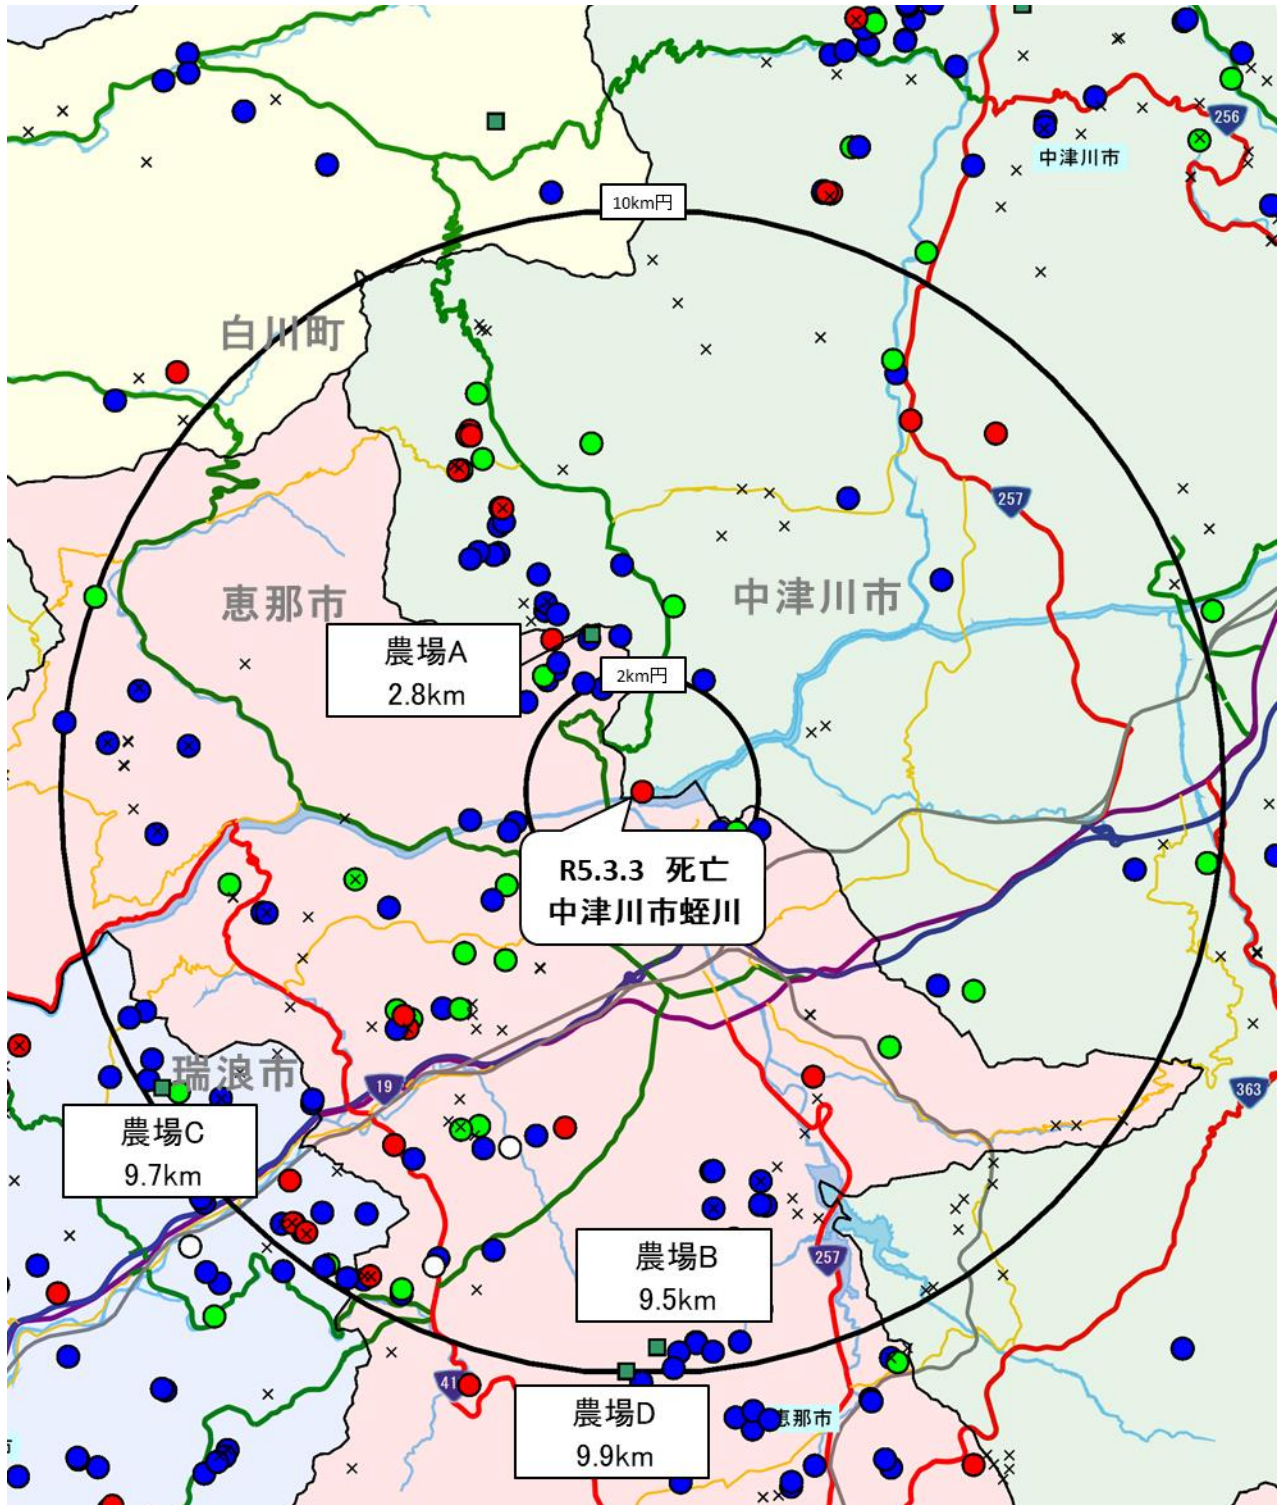 256
中津川市
10km円
白川町
257
恵那市
中津川市
農場A
2.8km
2km円
R5.3.3 死亡
中津川市蛭川
瑞浪市
19
363
農場C
9.7km
農場B
9.5km
257
41
農場D
9.9km
恵那市
市